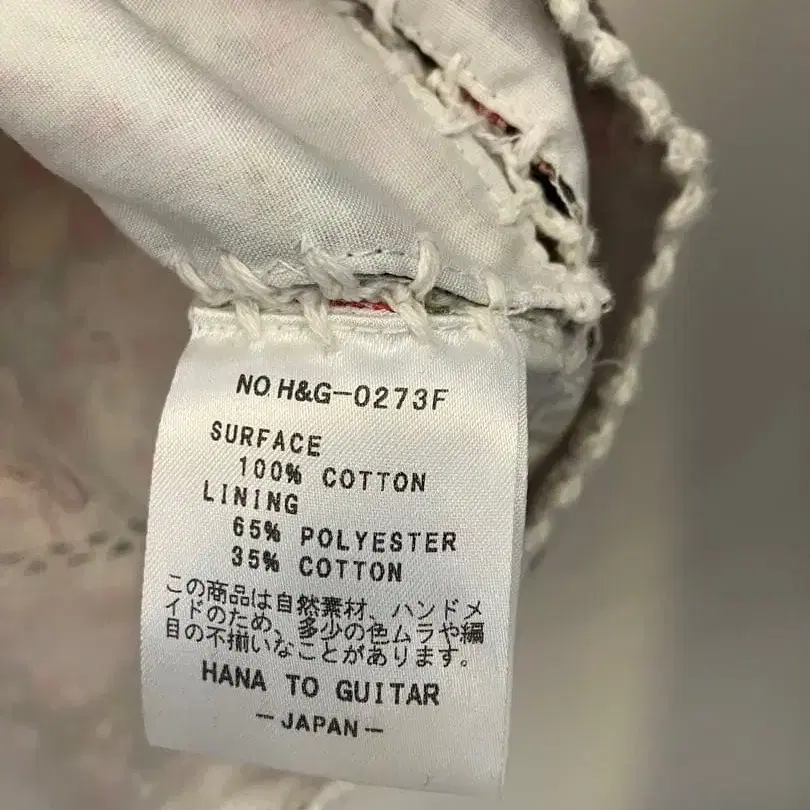 NO.H&G-0273F
SURFACE
100% COTTON
LINING
65% POLYESTER
35% COTTON
この商品は自然素材、ハンドメ
イドのため、多少の色ムラや編
目の不揃いなことがあります。
HANA TO GUITAR
-JAPAN-